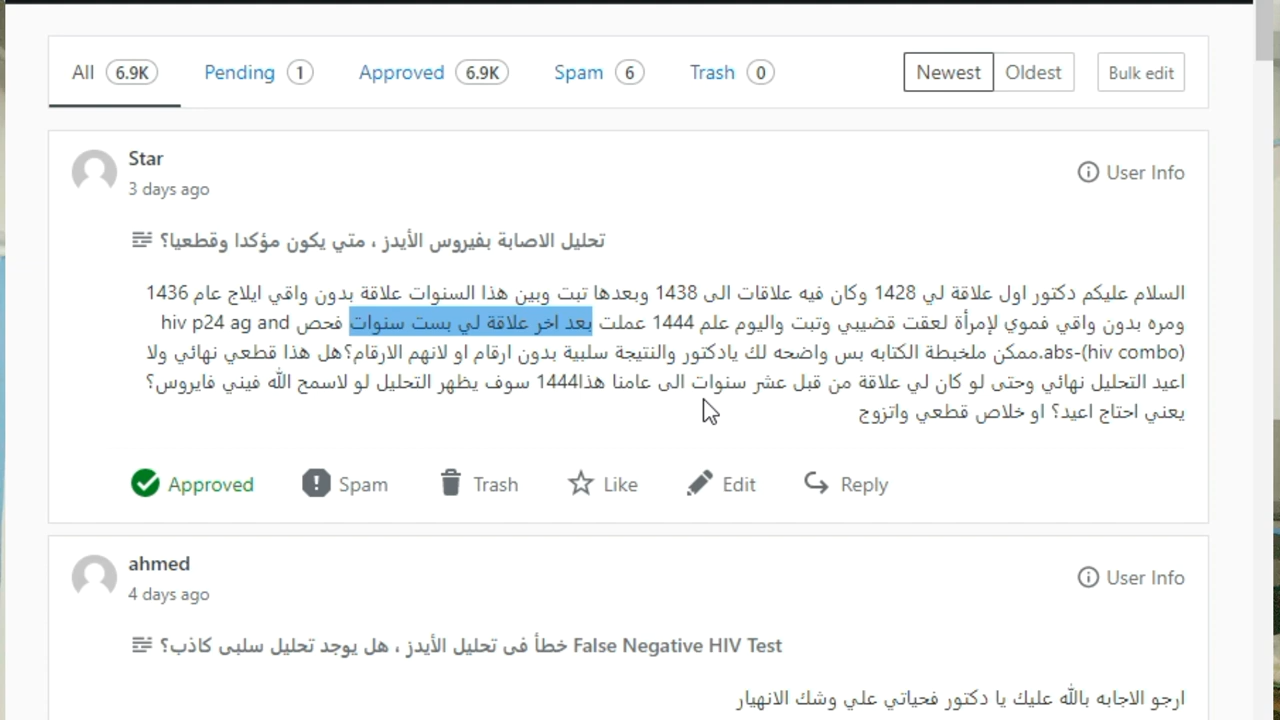 All 6.9K Pending 1 Approved 6.9K Spam 6 Trash 0 Newest Oldest Bulk edit
Star
3 days ago
User Info
تحليل الاصابة بفيروس الأيدز ، متي يكون مؤكدا وقطعيا؟
السلام عليكم دكتور اول علاقة لي 1428 وكان فيه علاقات الى 1438 وبعدها تبت وبين هذا السنوات علاقة بدون واقي ايلاج عام 1436
ومره بدون واقي فموي لإمرأة لعقت قضيبي وتبت واليوم علم 1444 عملت بعد اخر علاقة لي بست سنوات فحص hiv p24 ag and
abs-(hiv combo).ممكن ملخبطة الكتابه بس واضحه لك يادكتور والنتيجة سلبية بدون ارقام او لانهم الارقام؟هل هذا قطعي نهائي ولا
اعيد التحليل نهائي وحتى لو كان لي علاقة من قبل عشر سنوات الى عامنا هذا1444 سوف يظهر التحليل لو لاسمح الله فيني فايروس؟
يعني احتاج اعيد؟ او خلاص قطعي واتزوج
Approved Spam Trash Like Edit Reply
ahmed
4 days ago
User Info
خطأ فى تحليل الأيدز ، هل يوجد تحليل سلبى كاذب؟ False Negative HIV Test
ارجو الاجابه بالله عليك يا دكتور فحياتي علي وشك الانهيار